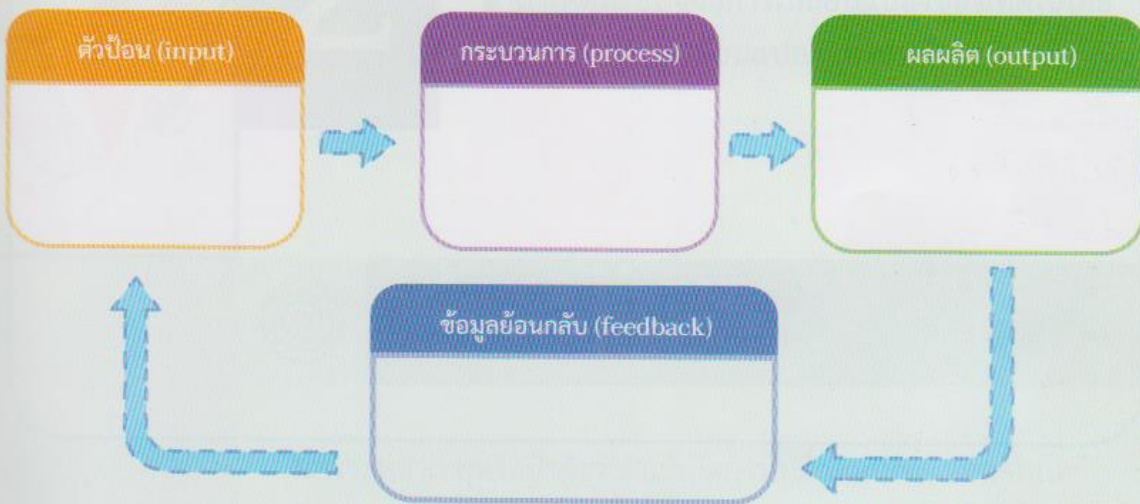 ตัวป้อน (input)
กระบวนการ (process)
ผลผลิต (output)
ข้อมูลย้อนกลับ (feedback)